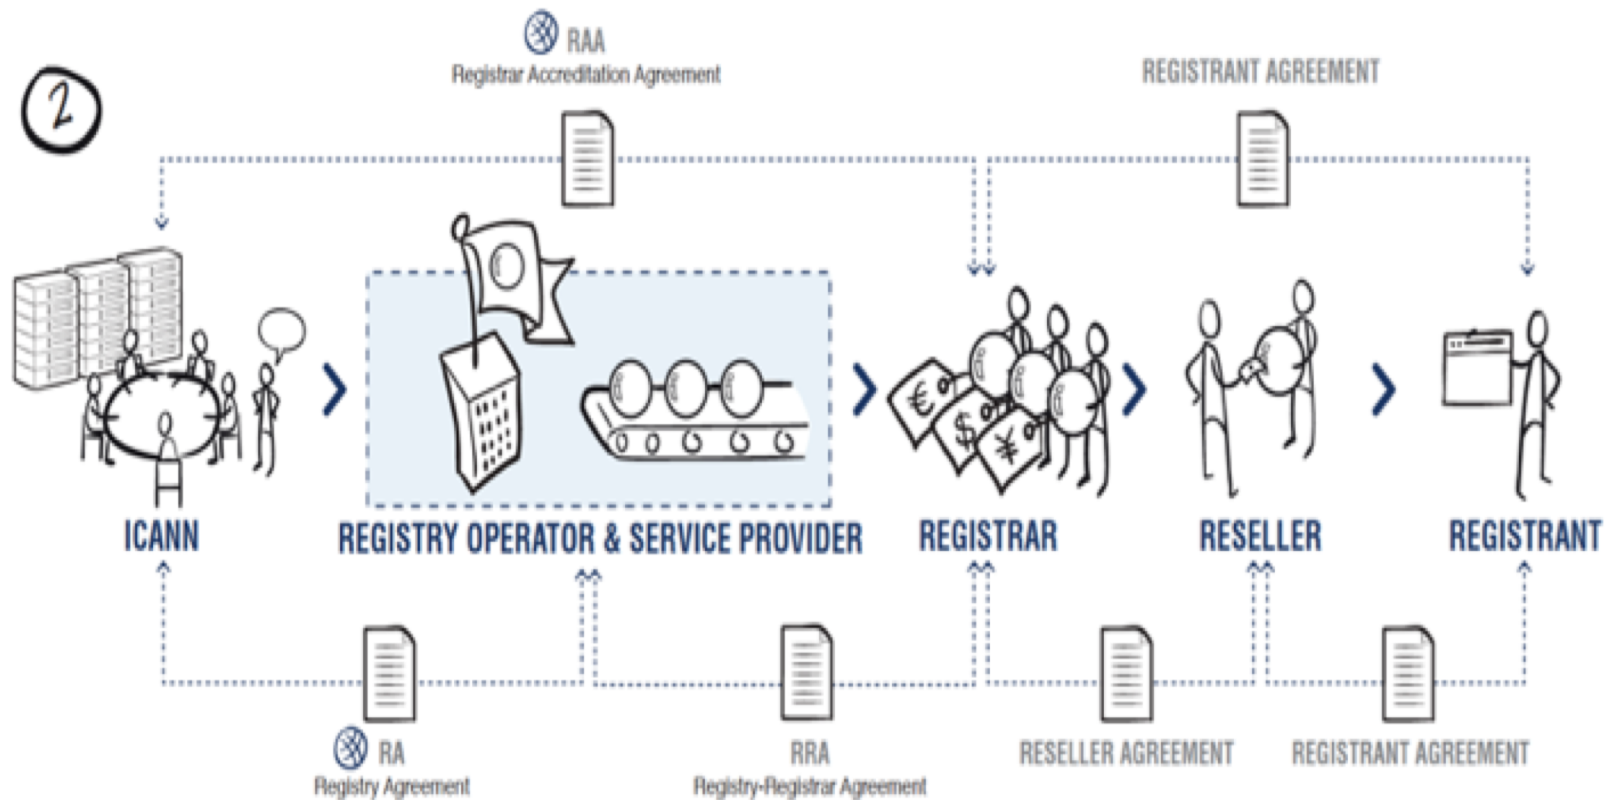 RAA
Registrar Accreditation Agreement
REGISTRANT AGREEMENT
2
€
$
¥
ICANN
REGISTRY OPERATOR & SERVICE PROVIDER
REGISTRAR
RESELLER
REGISTRANT
RA
Registry Agreement
RRA
Registry-Registrar Agreement
RESELLER AGREEMENT
REGISTRANT AGREEMENT